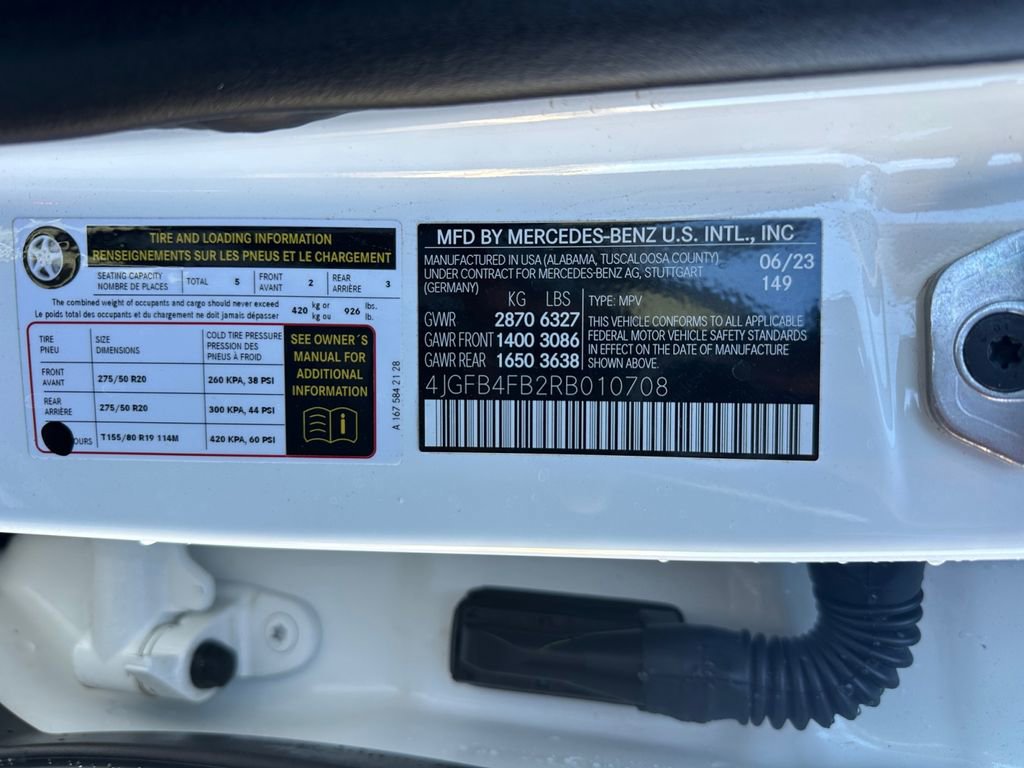 TIRE AND LOADING INFORMATION
RENSEIGNEMENTS SUR LES PNEUS ET LE CHARGEMENT
SEATING CAPACITY
NOMBRE DE PLACES
TOTAL 5
FRONT
AVANT
2
REAR
ARRIÈRE
3
The combined weight of occupants and cargo should never exceed
Le poids total des occupants et du chargement ne doit jamais dépasser
420 kg or
kg ou
926 lbs.
lb.
TIRE
PNEU
SIZE
DIMENSIONS
COLD TIRE PRESSURE
PRESSION DES
PNEUS À FROID
FRONT
AVANT
275/50 R20
260 KPA, 38 PSI
REAR
ARRIÈRE
275/50 R20
300 KPA, 44 PSI
OURS
T155/80 R19 114M
420 KPA, 60 PSI
SEE OWNER´S
MANUAL FOR
ADDITIONAL
INFORMATION
A 167 584 21 28
MFD BY MERCEDES-BENZ U.S. INTL., INC
MANUFACTURED IN USA (ALABAMA, TUSCALOOSA COUNTY)
UNDER CONTRACT FOR MERCEDES-BENZ AG, STUTTGART
(GERMANY)
06/23
149
KG LBS
GVWR 2870 6327
GAWR FRONT 1400 3086
GAWR REAR 1650 3638
TYPE: MPV
THIS VEHICLE CONFORMS TO ALL APPLICABLE
FEDERAL MOTOR VEHICLE SAFETY STANDARDS
IN EFFECT ON THE DATE OF MANUFACTURE
SHOWN ABOVE.
4JGFB4FB2RB010708